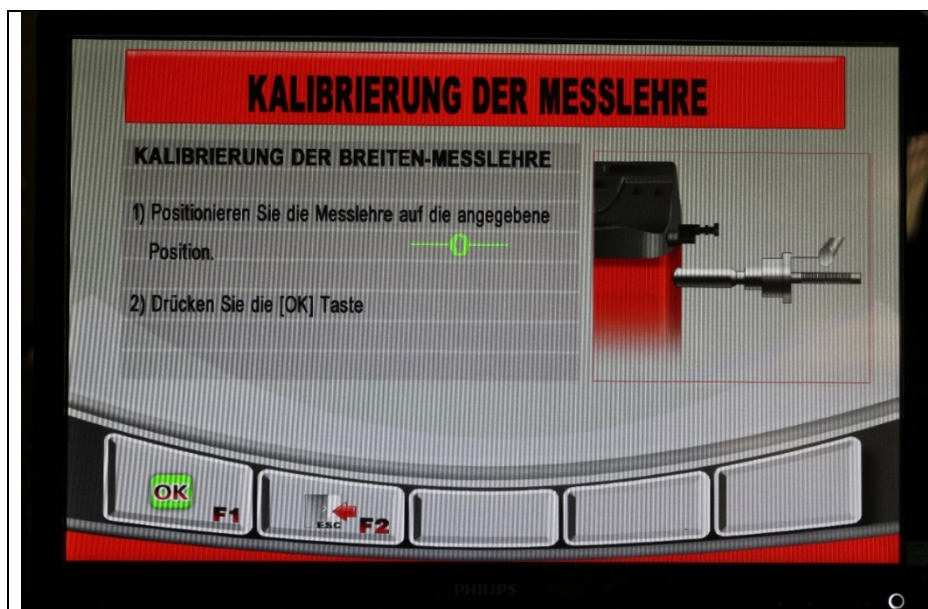 KALIBRIERUNG DER MESSLEHRE
KALIBRIERUNG DER BREITEN-MESSLEHRE
1) Positionieren Sie die Messlehre auf die angegebene
Position.
0
2) Drücken Sie die [OK] Taste
OK F1
ESC F2
PHILIPS